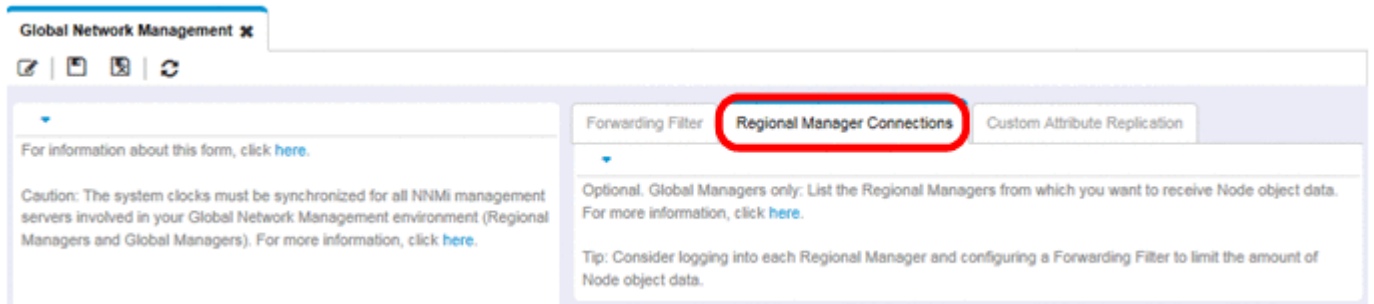 Global Network Management
For information about this form, click here.
Caution: The system clocks must be synchronized for all NNMi management
servers involved in your Global Network Management environment (Regional
Managers and Global Managers). For more information, click here.
Forwarding Filter
Regional Manager Connections
Custom Attribute Replication
Optional. Global Managers only: List the Regional Managers from which you want to receive Node object data.
For more information, click here.
Tip: Consider logging into each Regional Manager and configuring a Forwarding Filter to limit the amount of
Node object data.